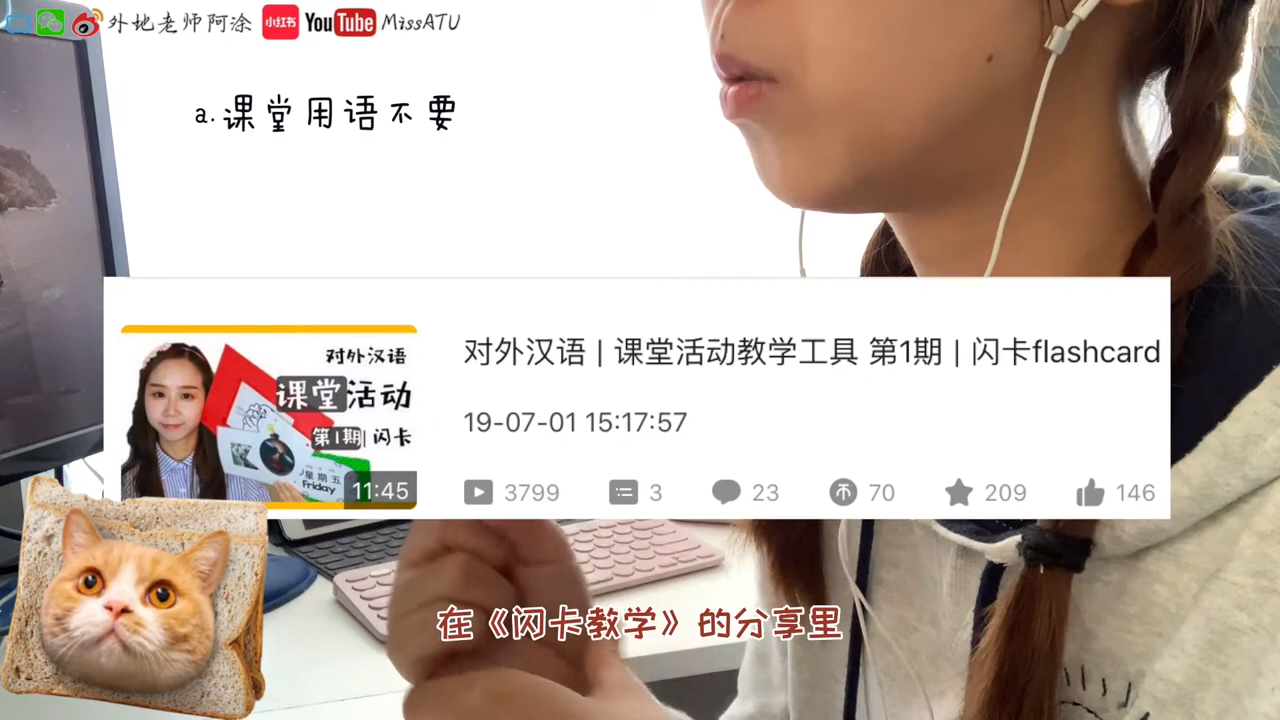 外地老师阿涂 小红书 YouTube MissATU
a.课堂用语不要
对外汉语 | 课堂活动教学工具 第1期 | 闪卡flashcard
19-07-01 15:17:57
3799 3 23 70 209 146
对外汉语
课堂活动
第1期| 闪卡
星期五
Friday
11:45
在《闪卡教学》的分享里